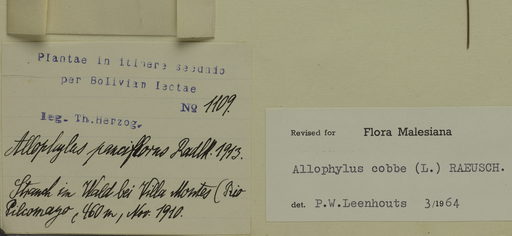 Plantae in itinere secundo
per Bolivian lectae
No 1109.
leg. Th. Herzog.
Allophylus pauciflorus Radlk. 1913.
Strauch im Wald bei Villa Montes (Rio
Pilcomayo, 460 m, Nov. 1910.
Revised for Flora Malesiana
Allophylus cobbe (L.) RAEUSCH.
det. P.W.Leenhouts 3/1964